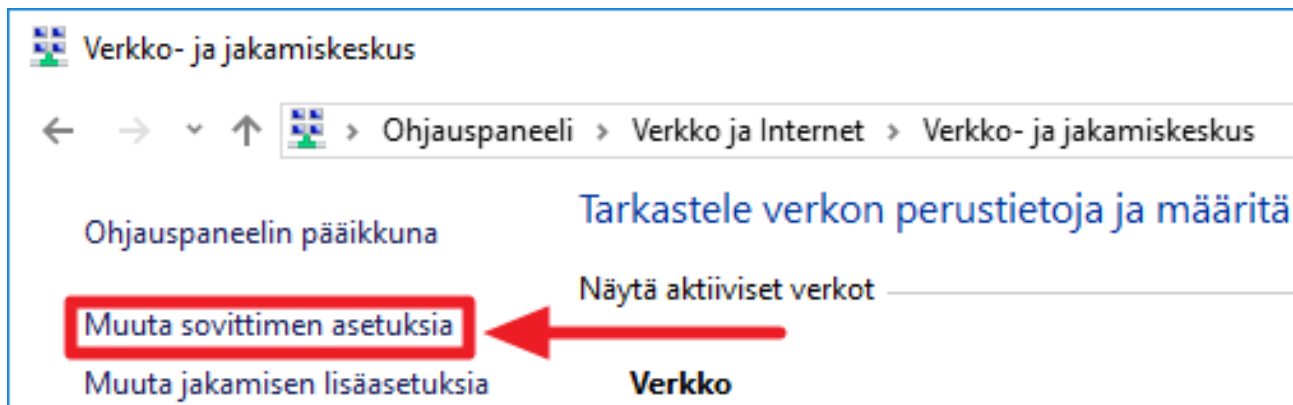 Verkko- ja jakamiskeskus
Ohjauspaneeli > Verkko ja Internet > Verkko- ja jakamiskeskus
Ohjauspaneelin pääikkuna
Muuta sovittimen asetuksia
Muuta jakamisen lisäasetuksia
Tarkastele verkon perustietoja ja määritä
Näytä aktiiviset verkot
Verkko